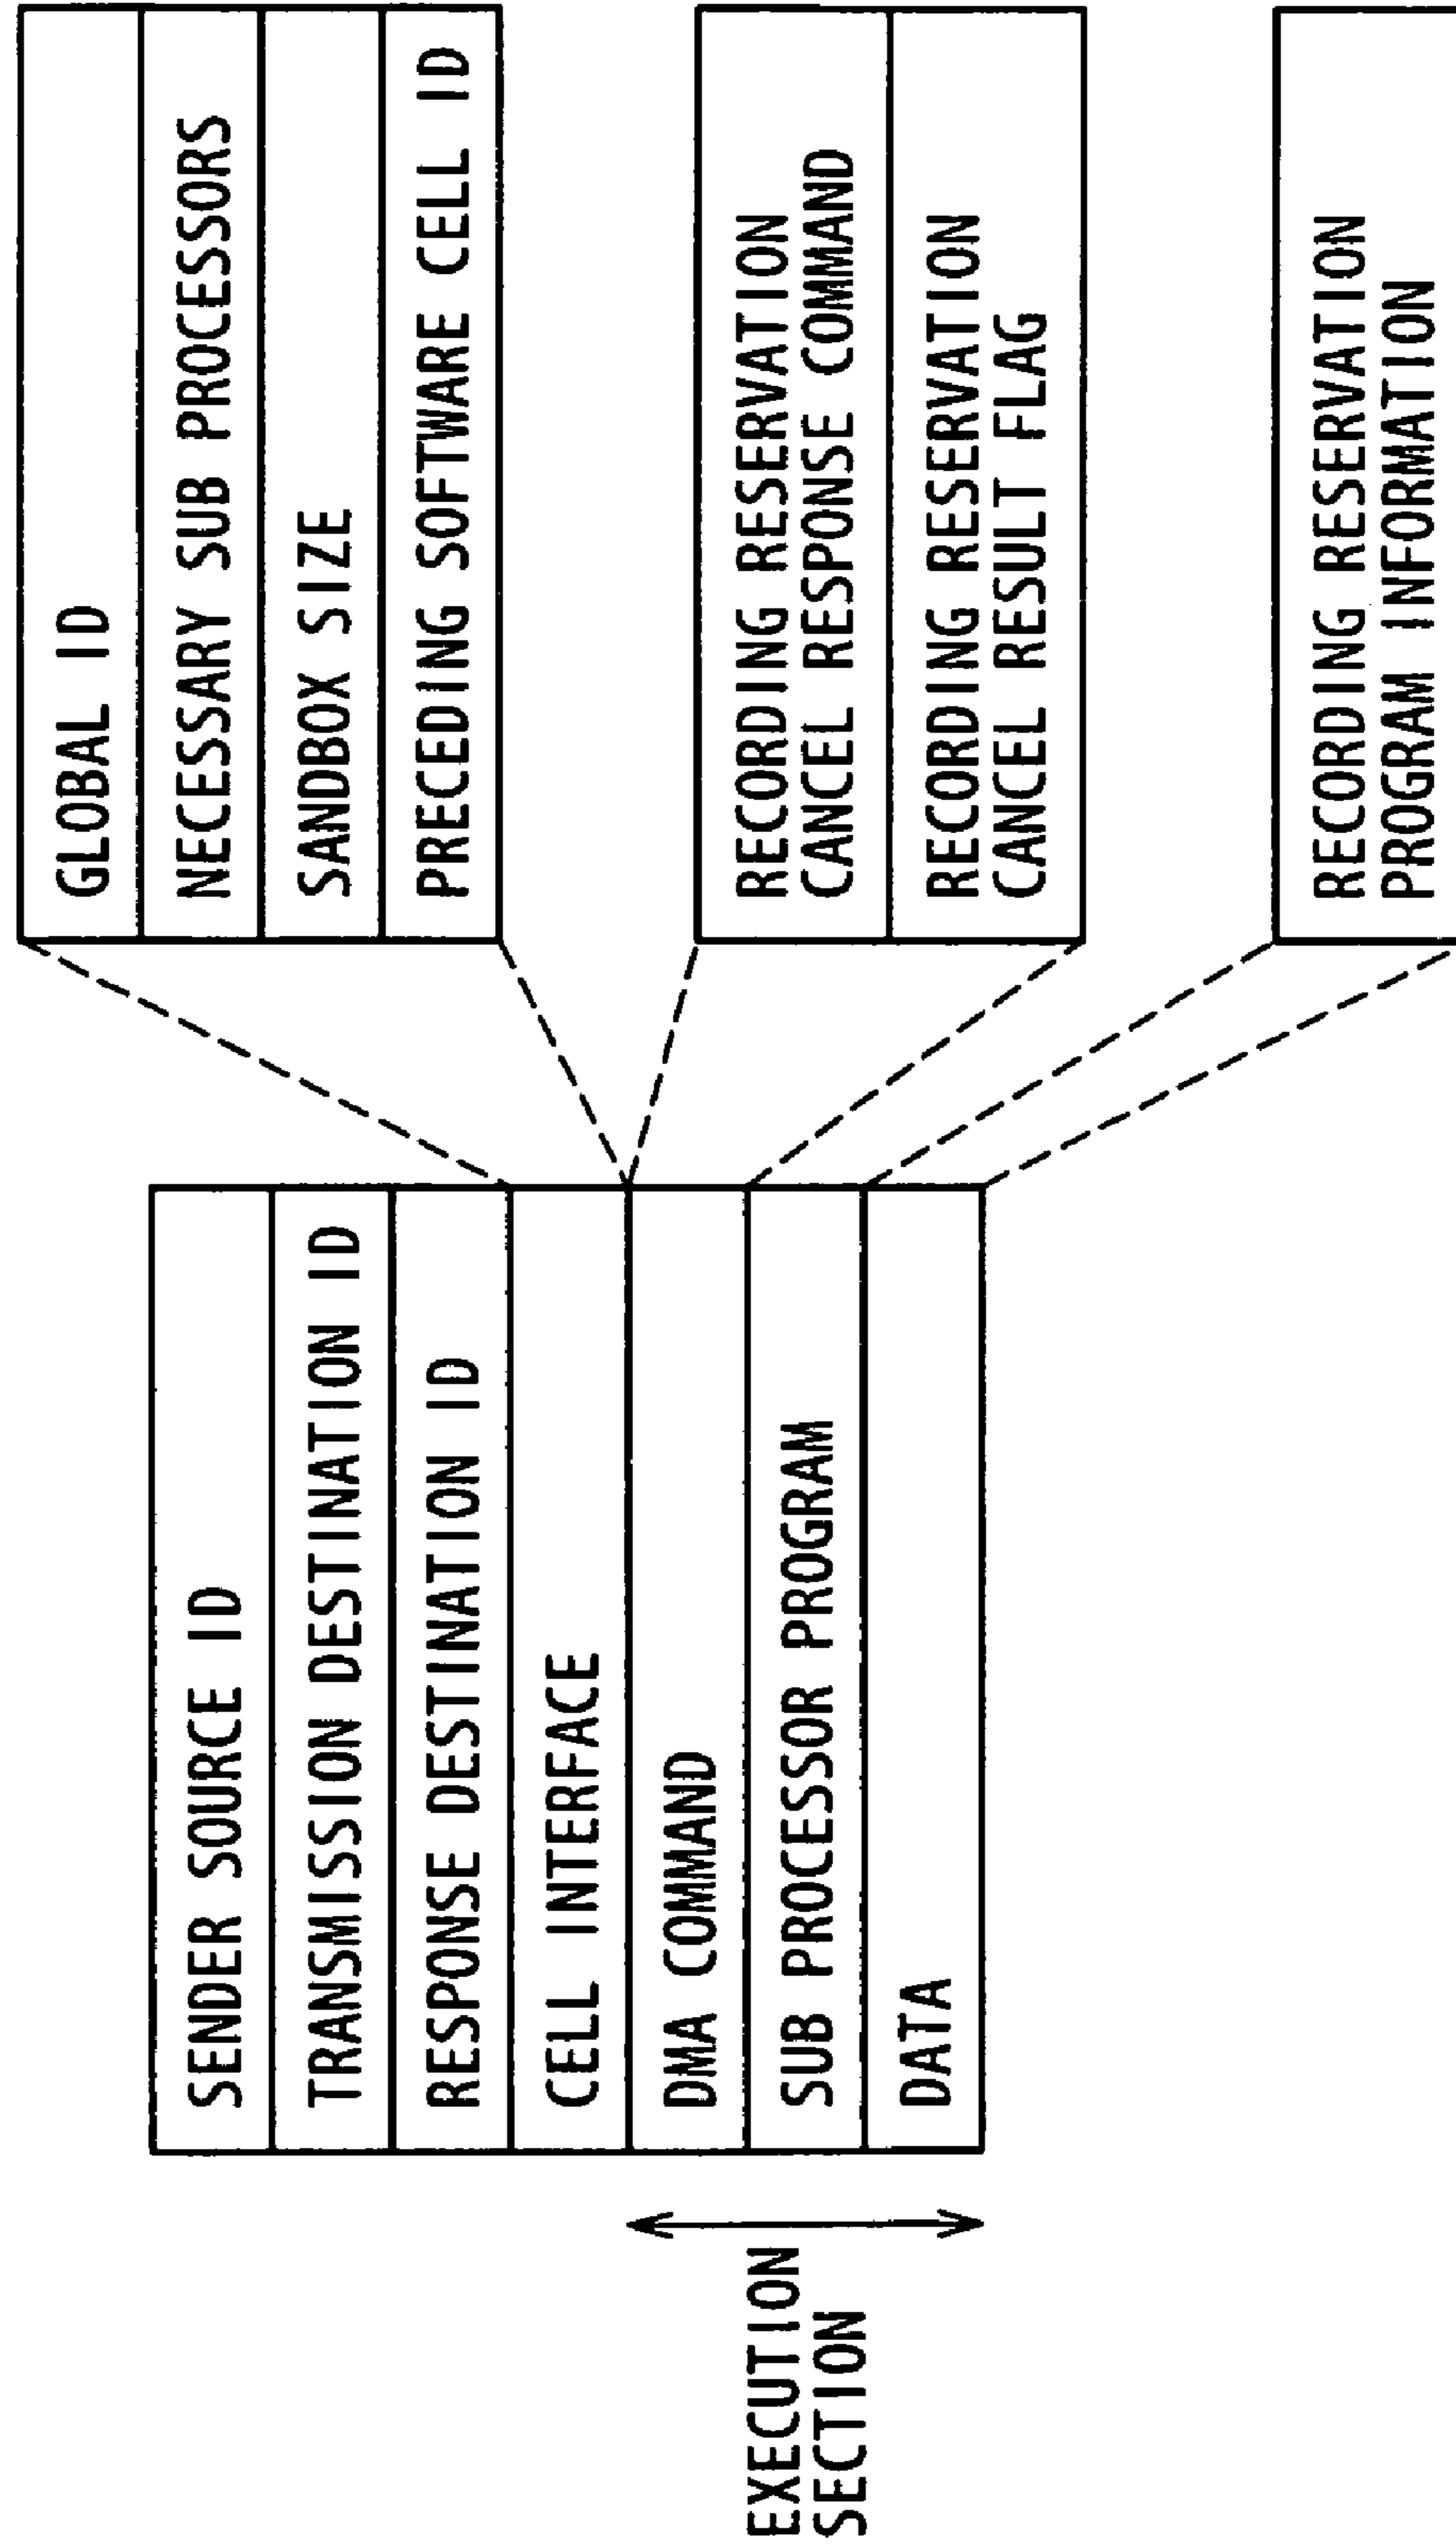 SENDER SOURCE ID
TRANSMISSION DESTINATION ID
RESPONSE DESTINATION ID
CELL INTERFACE
DMA COMMAND
SUB PROCESSOR PROGRAM
DATA
EXECUTION
SECTION
GLOBAL ID
NECESSARY SUB PROCESSORS
SANDBOX SIZE
PRECEDING SOFTWARE CELL ID
RECORDING RESERVATION
CANCEL RESPONSE COMMAND
RECORDING RESERVATION
CANCEL RESULT FLAG
RECORDING RESERVATION
PROGRAM INFORMATION